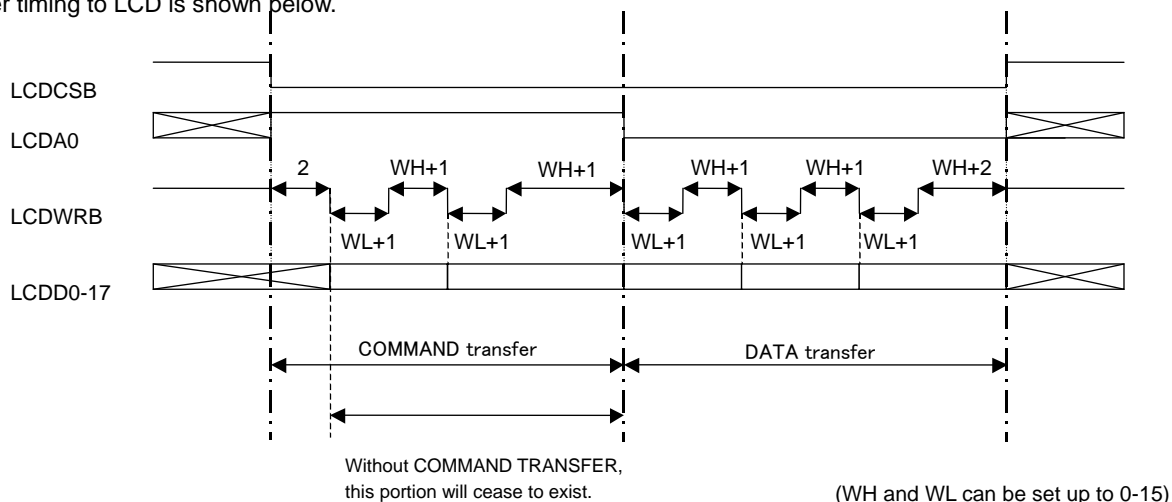 er timing to LCD is shown below.
LCDCSB
LCDA0
2 WH+1 WH+1 WH+1 WH+1 WH+2
LCDWRB
WL+1 WL+1 WL+1 WL+1 WL+1
LCDD0-17
COMMAND transfer DATA transfer
Without COMMAND TRANSFER,
this portion will cease to exist.
(WH and WL can be set up to 0-15)